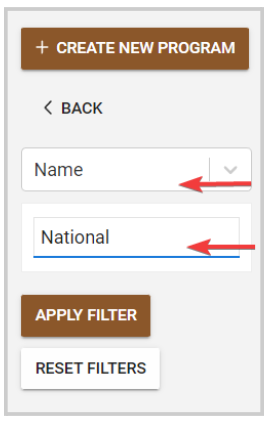 + CREATE NEW PROGRAM
< BACK
Name
National
APPLY FILTER
RESET FILTERS